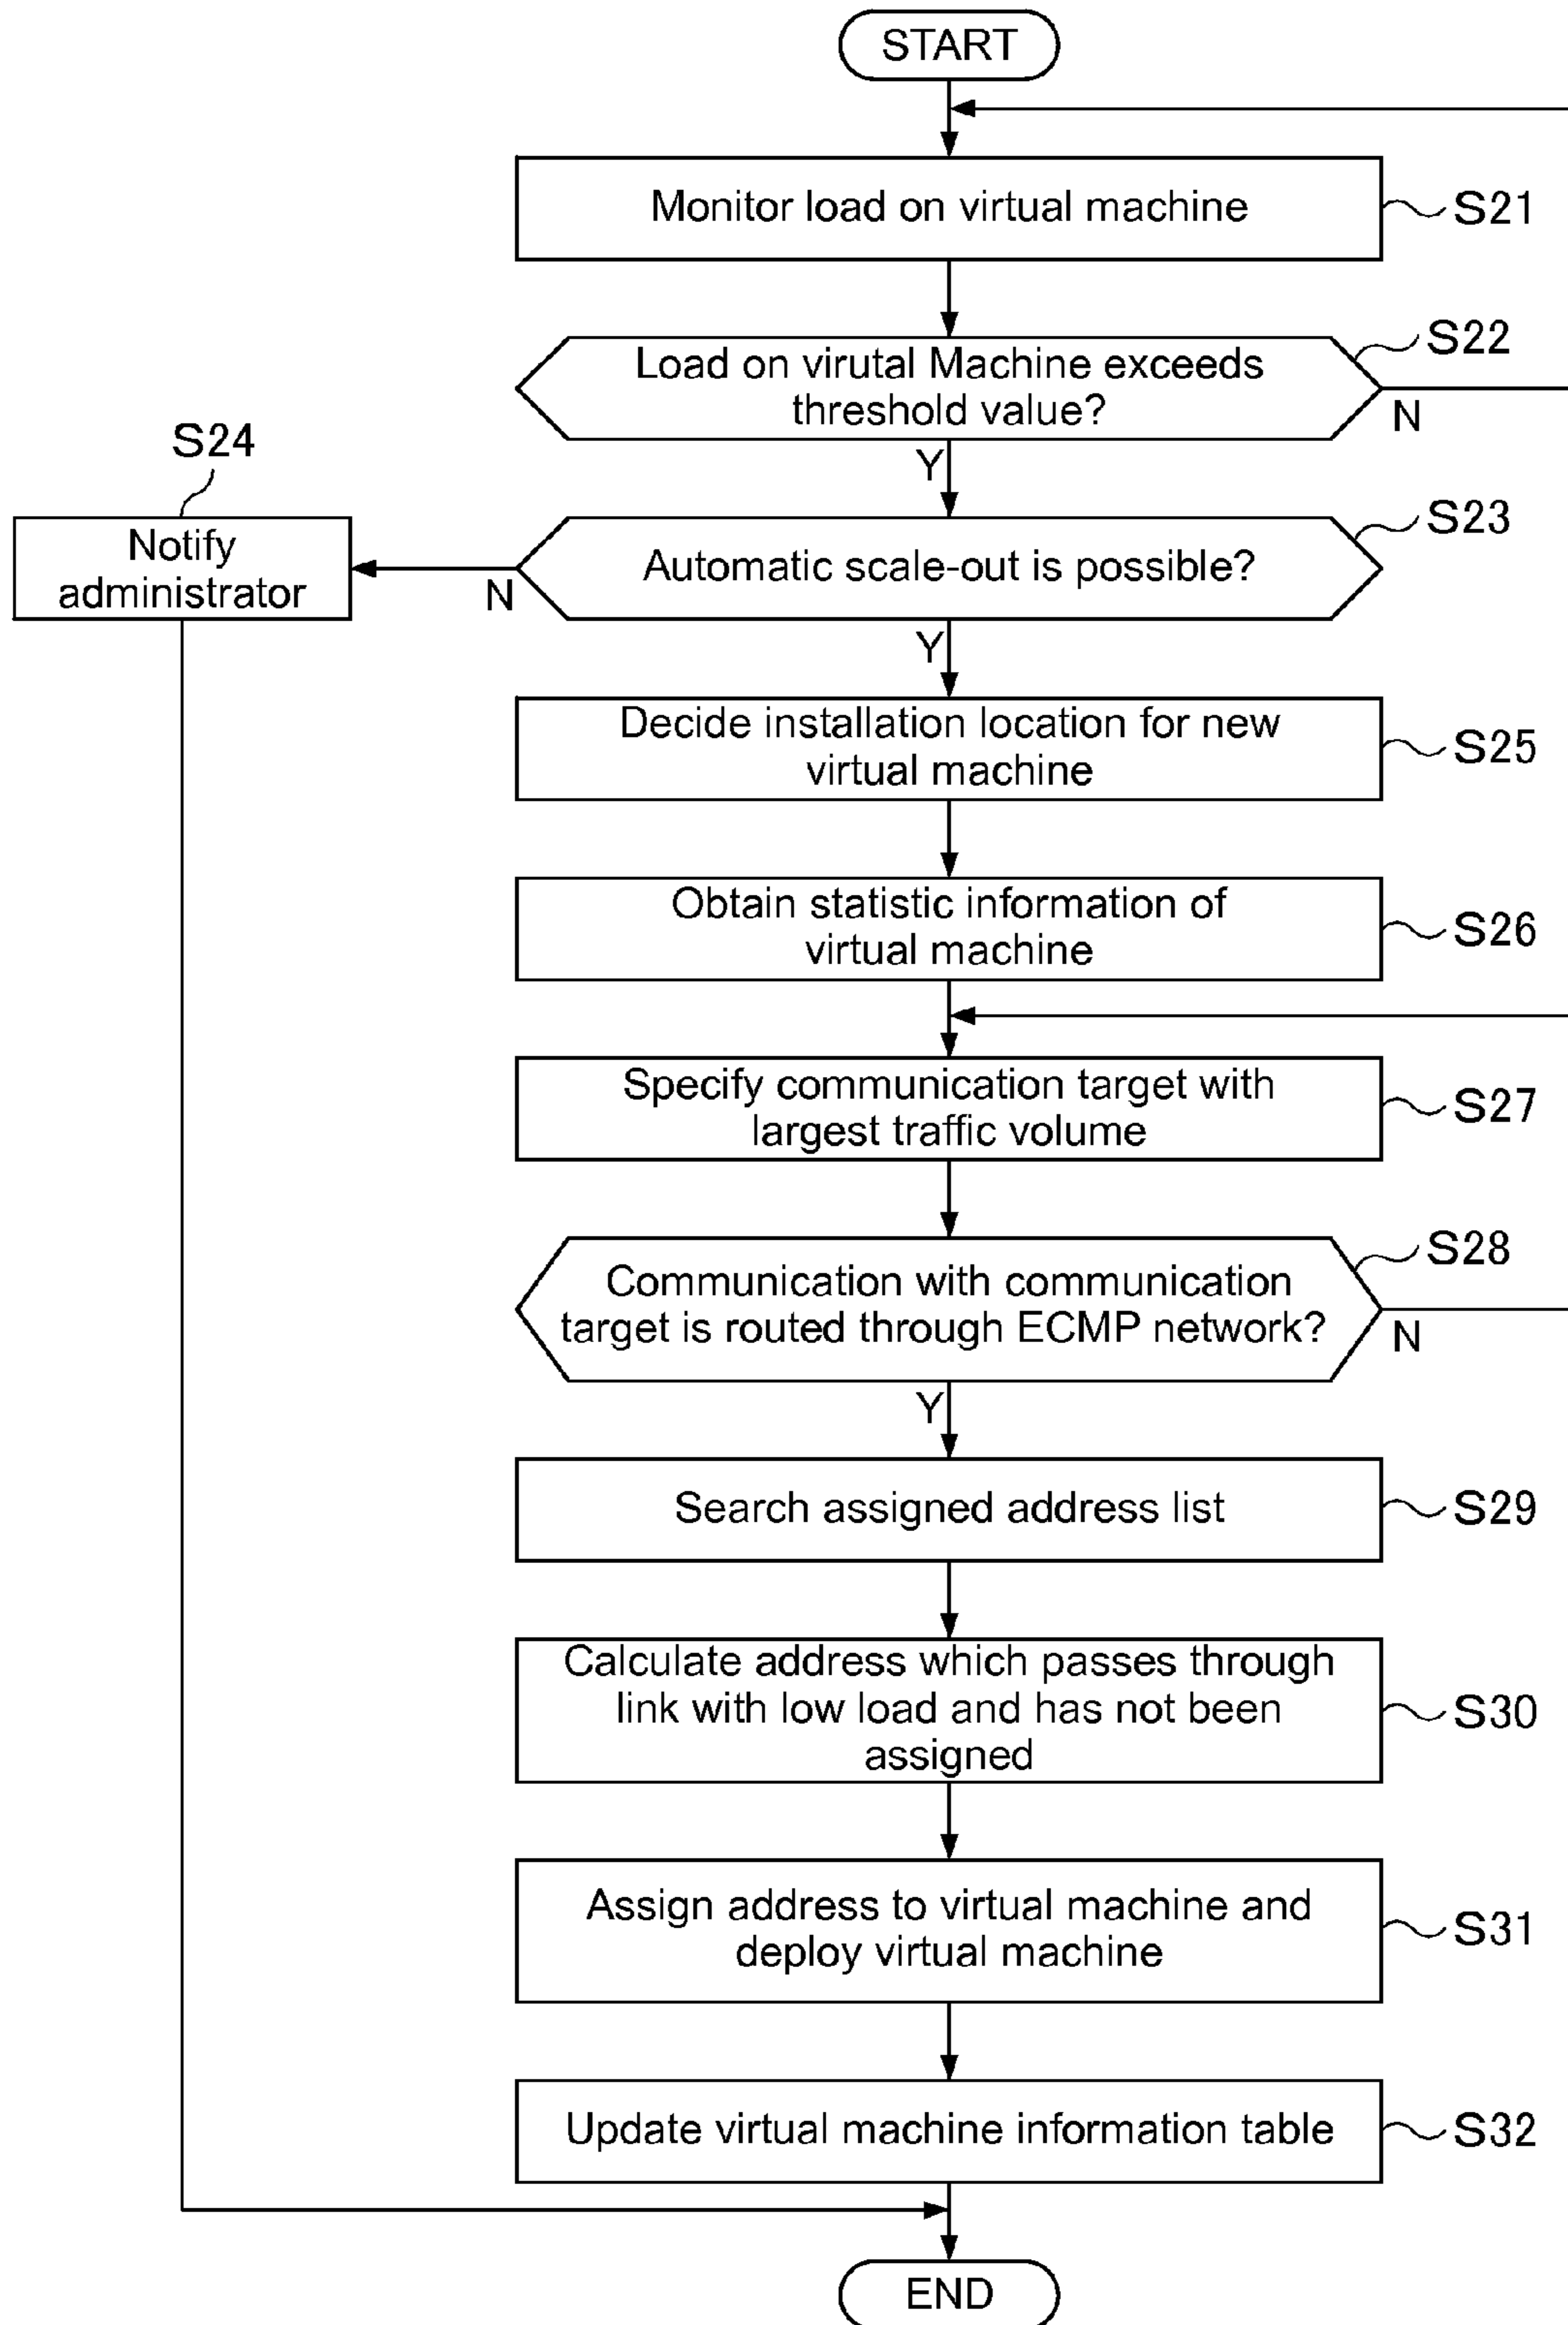 START
Monitor load on virtual machine
S21
Load on virutal Machine exceeds
threshold value?
S22
N
Y
S24
Notify
administrator
Automatic scale-out is possible?
S23
N
Y
Decide installation location for new
virtual machine
S25
Obtain statistic information of
virtual machine
S26
Specify communication target with
largest traffic volume
S27
Communication with communication
target is routed through ECMP network?
S28
N
Y
Search assigned address list
S29
Calculate address which passes through
link with low load and has not been
assigned
S30
Assign address to virtual machine and
deploy virtual machine
S31
Update virtual machine information table
S32
END